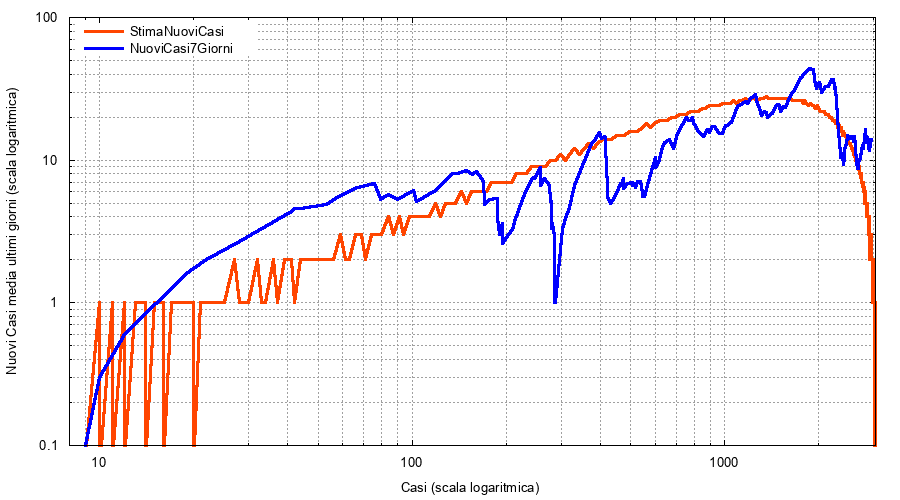 100
StimaNuoviCasi
NuoviCasi7Giorni
10
1
0.1
Nuovi Casi media ultimi giorni (scala logaritmica)
10
100
1000
Casi (scala logaritmica)